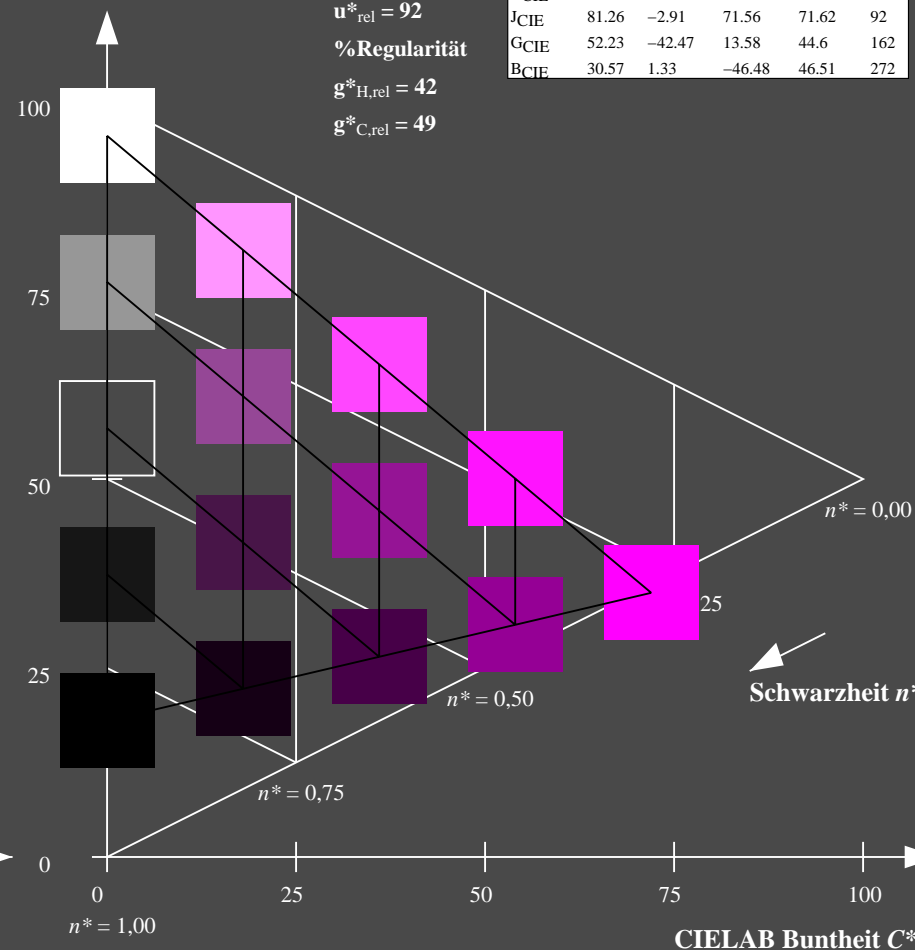 u*rel = 92
%Regularität
g*H,rel = 42
g*C,rel = 49
JCIE 81.26 −2.91 71.56 71.62 92
GCIE 52.23 −42.47 13.58 44.6 162
BCIE 30.57 1.33 −46.48 46.51 272
100
75
50
25
0
n* = 0,00
25
n* = 0,50
Schwarzheit n*
n* = 0,75
0 25 50 75 100
n* = 1,00
CIELAB Buntheit C*